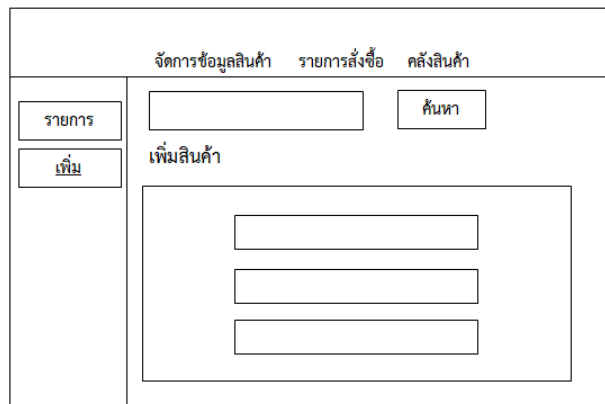 จัดการข้อมูลสินค้า รายการสั่งซื้อ คลังสินค้า
รายการ
ค้นหา
เพิ่ม
เพิ่มสินค้า